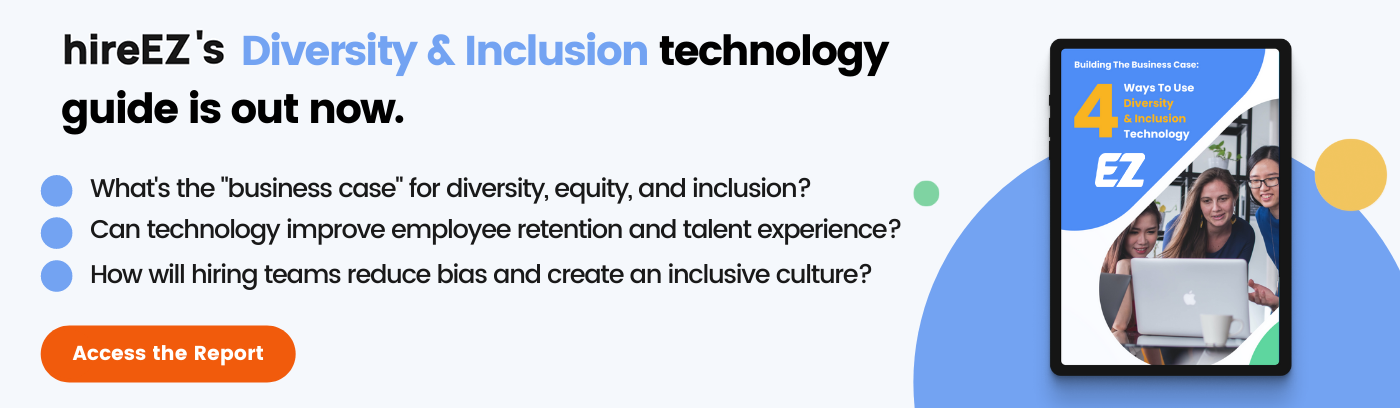 hireEZ's Diversity & Inclusion technology
guide is out now.
What's the "business case" for diversity, equity, and inclusion?
Can technology improve employee retention and talent experience?
How will hiring teams reduce bias and create an inclusive culture?
Access the Report
Building The Business Case:
4
Ways To Use
Diversity
& Inclusion
Technology
EZ